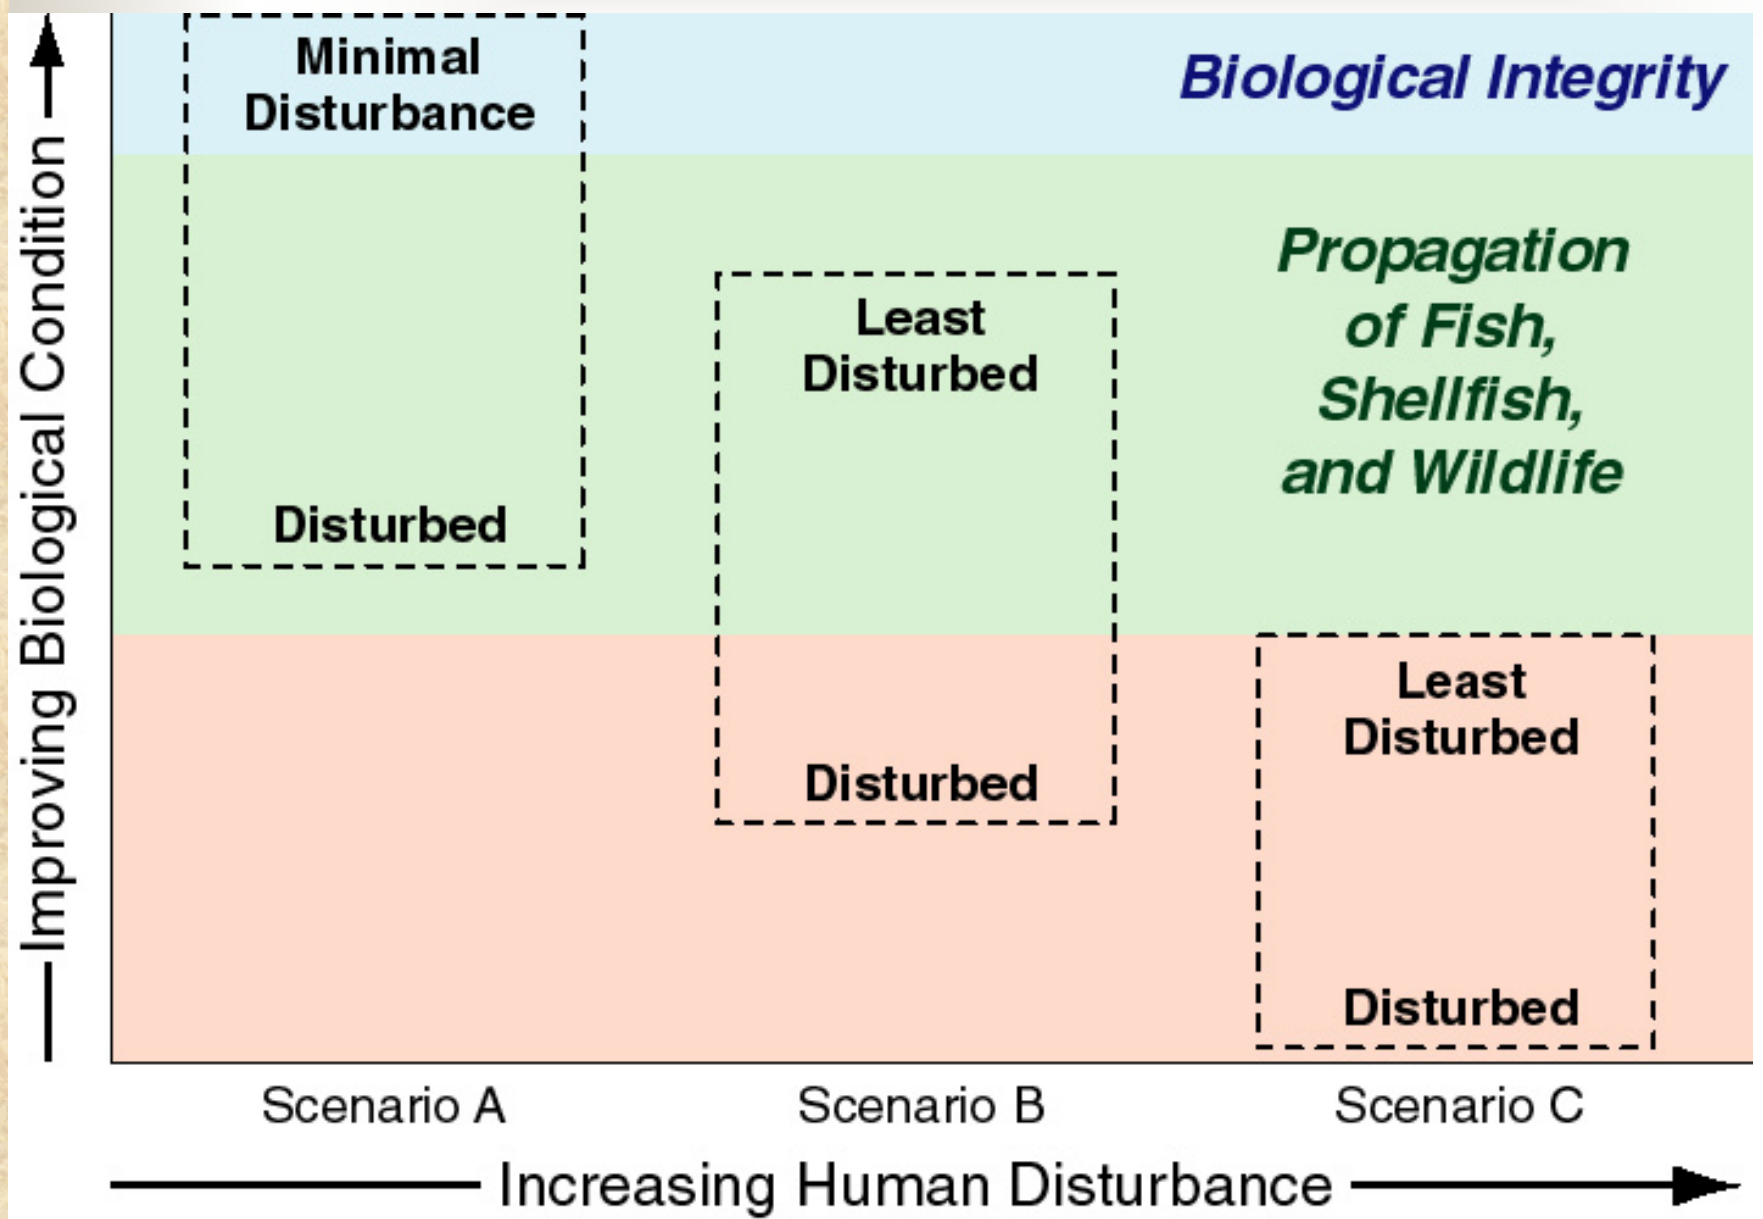 Improving Biological Condition
Minimal
Disturbance
Disturbed
Least
Disturbed
Disturbed
Biological Integrity
Propagation
of Fish,
Shellfish,
and Wildlife
Least
Disturbed
Disturbed
Scenario A
Scenario B
Scenario C
Increasing Human Disturbance